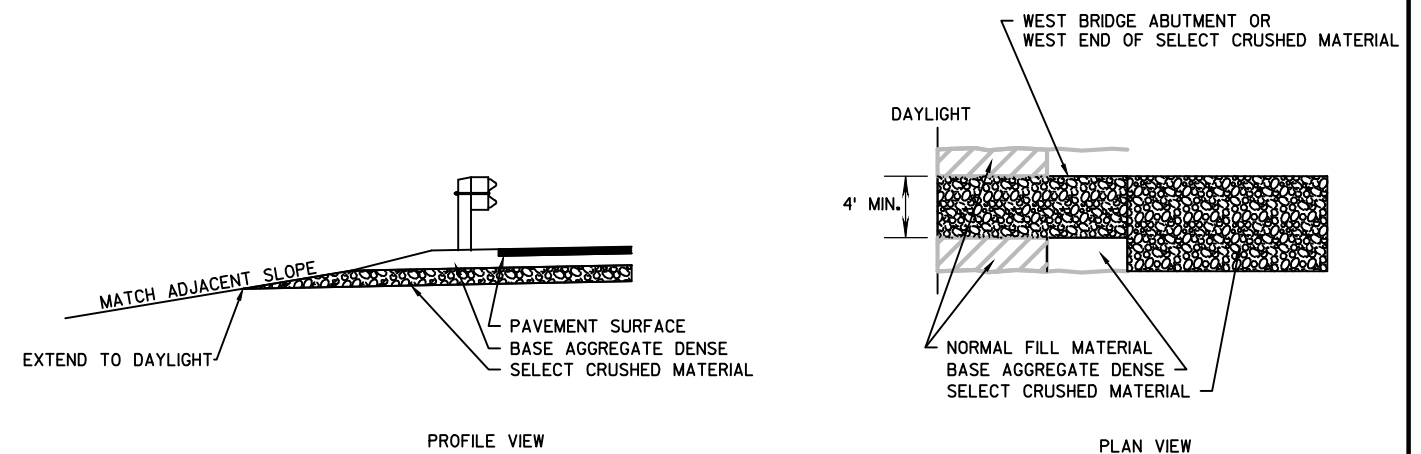 MATCH ADJACENT SLOPE
EXTEND TO DAYLIGHT
PAVEMENT SURFACE
BASE AGGREGATE DENSE
SELECT CRUSHED MATERIAL
PROFILE VIEW
WEST BRIDGE ABUTMENT OR
WEST END OF SELECT CRUSHED MATERIAL
DAYLIGHT
4' MIN.
NORMAL FILL MATERIAL
BASE AGGREGATE DENSE
SELECT CRUSHED MATERIAL
PLAN VIEW